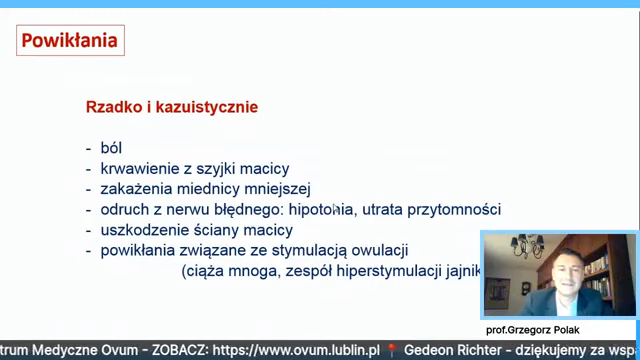 Powikłania
Rzadko i kazuistycznie
- ból
- krwawienie z szyjki macicy
- zakażenia miednicy mniejszej
- odruch z nerwu błędnego: hipotonia, utrata przytomności
- uszkodzenie ściany macicy
- powikłania związane ze stymulacją owulacji
(ciąża mnoga, zespół hiperstymulacji jajnik
prof.Grzegorz Polak
trum Medyczne Ovum - ZOBACZ: https://www.ovum.lublin.pl 📍 Gedeon Richter - dziękujemy za wsp